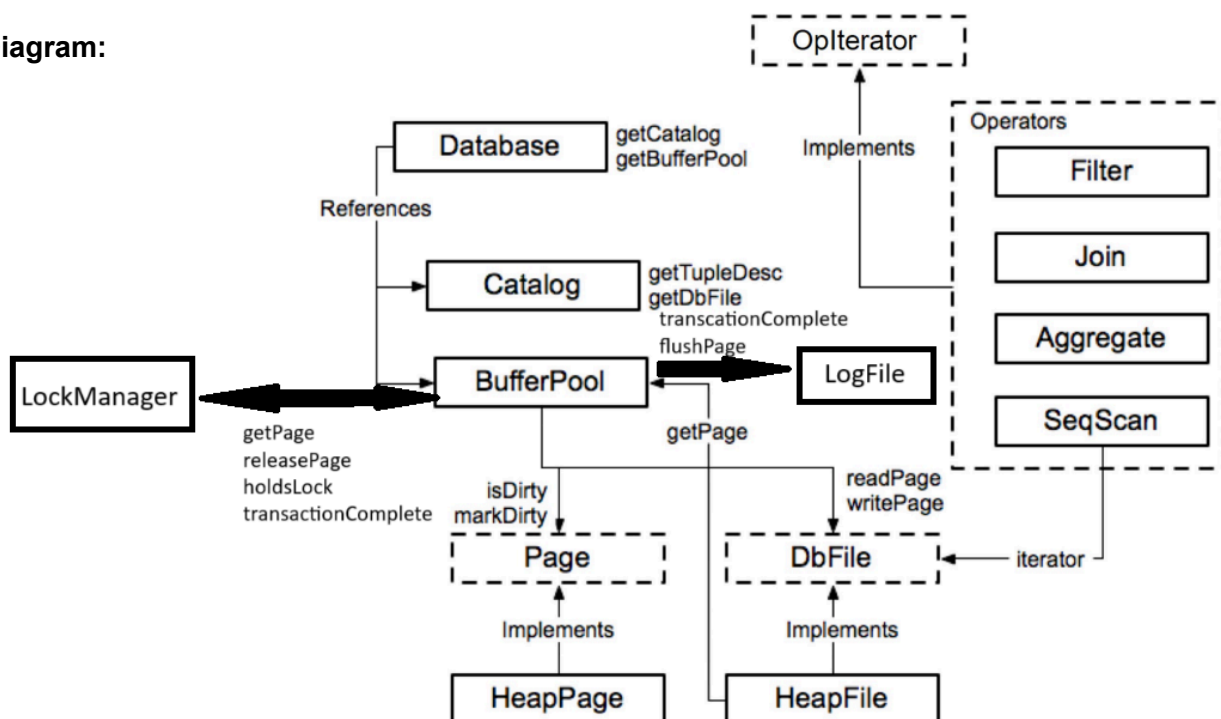 iagram:
OpIterator
Operators
Database
getCatalog
getBufferPool
Implements
Filter
References
Join
Catalog
getTupleDesc
getDbFile
transcationComplete
flushPage
Aggregate
LockManager
BufferPool
LogFile
SeqScan
getPage
releasePage
holdsLock
transactionComplete
getPage
isDirty
markDirty
readPage
writePage
Page
DbFile
iterator
Implements
Implements
HeapPage
HeapFile